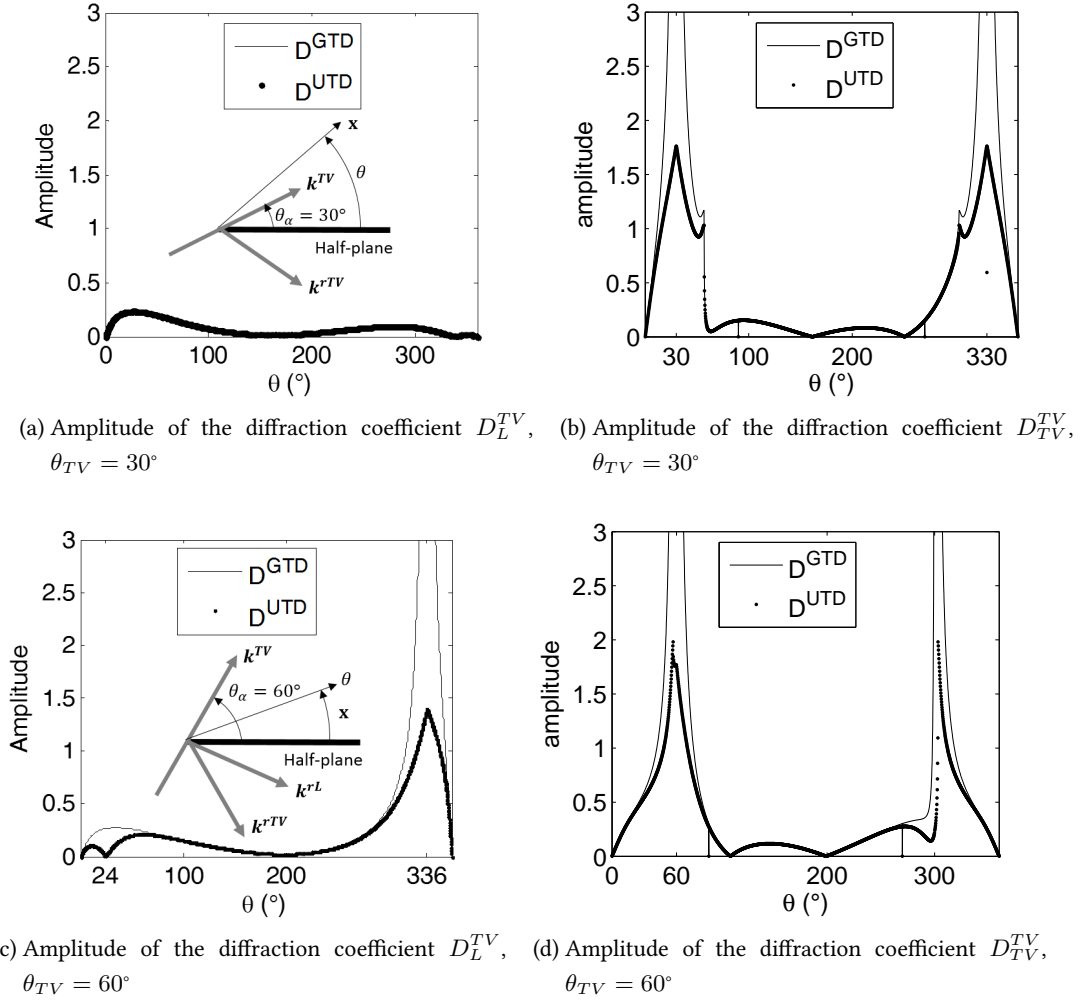 3
2.5
2
1.5
1
0.5
0
Amplitude
D^GTD
D^UTD
x
θ
k^TV
θ_α = 30°
Half-plane
k^rTV
0 100 200 300
θ (°)
3
2.5
2
1.5
1
0.5
0
amplitude
D^GTD
D^UTD
30 100 200 330
θ (°)
(a) Amplitude of the diffraction coefficient D_L^TV,
θ_TV = 30°
(b) Amplitude of the diffraction coefficient D_TV^TV,
θ_TV = 30°
3
2.5
2
1.5
1
0.5
0
Amplitude
D^GTD
D^UTD
k^TV
θ_α = 60°
θ
x
Half-plane
k^rL
k^rTV
24 100 200 336
θ (°)
3
2.5
2
1.5
1
0.5
0
amplitude
D^GTD
D^UTD
0 60 200 300
θ (°)
c) Amplitude of the diffraction coefficient D_L^TV,
θ_TV = 60°
(d) Amplitude of the diffraction coefficient D_TV^TV,
θ_TV = 60°